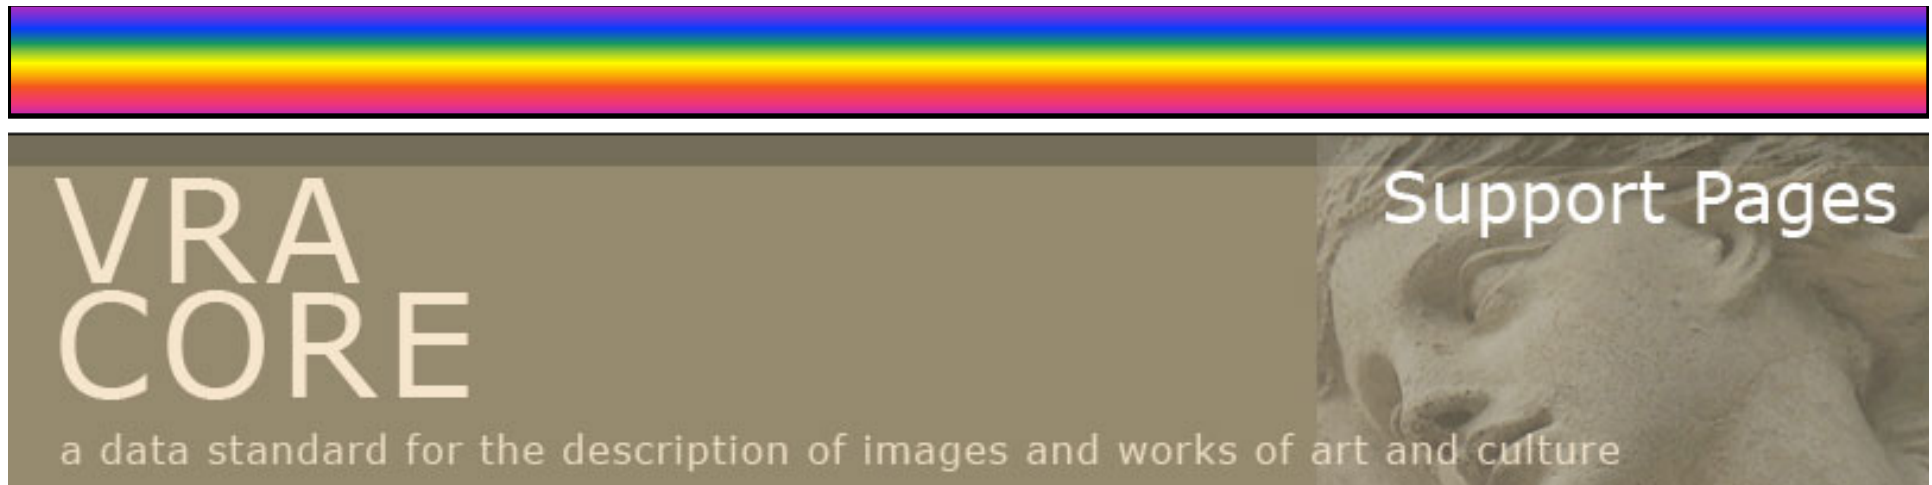 VRA
CORE
Support Pages
a data standard for the description of images and works of art and culture